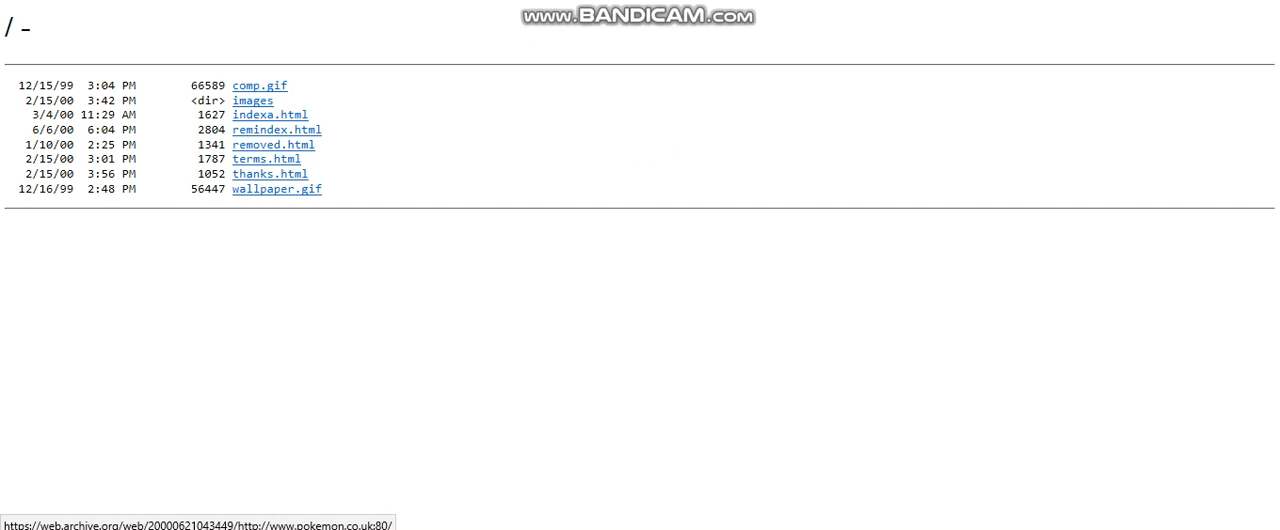 www.BANDICAM.com
/ -
12/15/99 3:04 PM 66589 comp.gif
2/15/00 3:42 PM <dir> images
3/4/00 11:29 AM 1627 indexa.html
6/6/00 6:04 PM 2804 remindex.html
1/10/00 2:25 PM 1341 removed.html
2/15/00 3:01 PM 1787 terms.html
2/15/00 3:56 PM 1052 thanks.html
12/16/99 2:48 PM 56447 wallpaper.gif
https://web.archive.org/web/20000621043449/http://www.pokemon.co.uk:80/